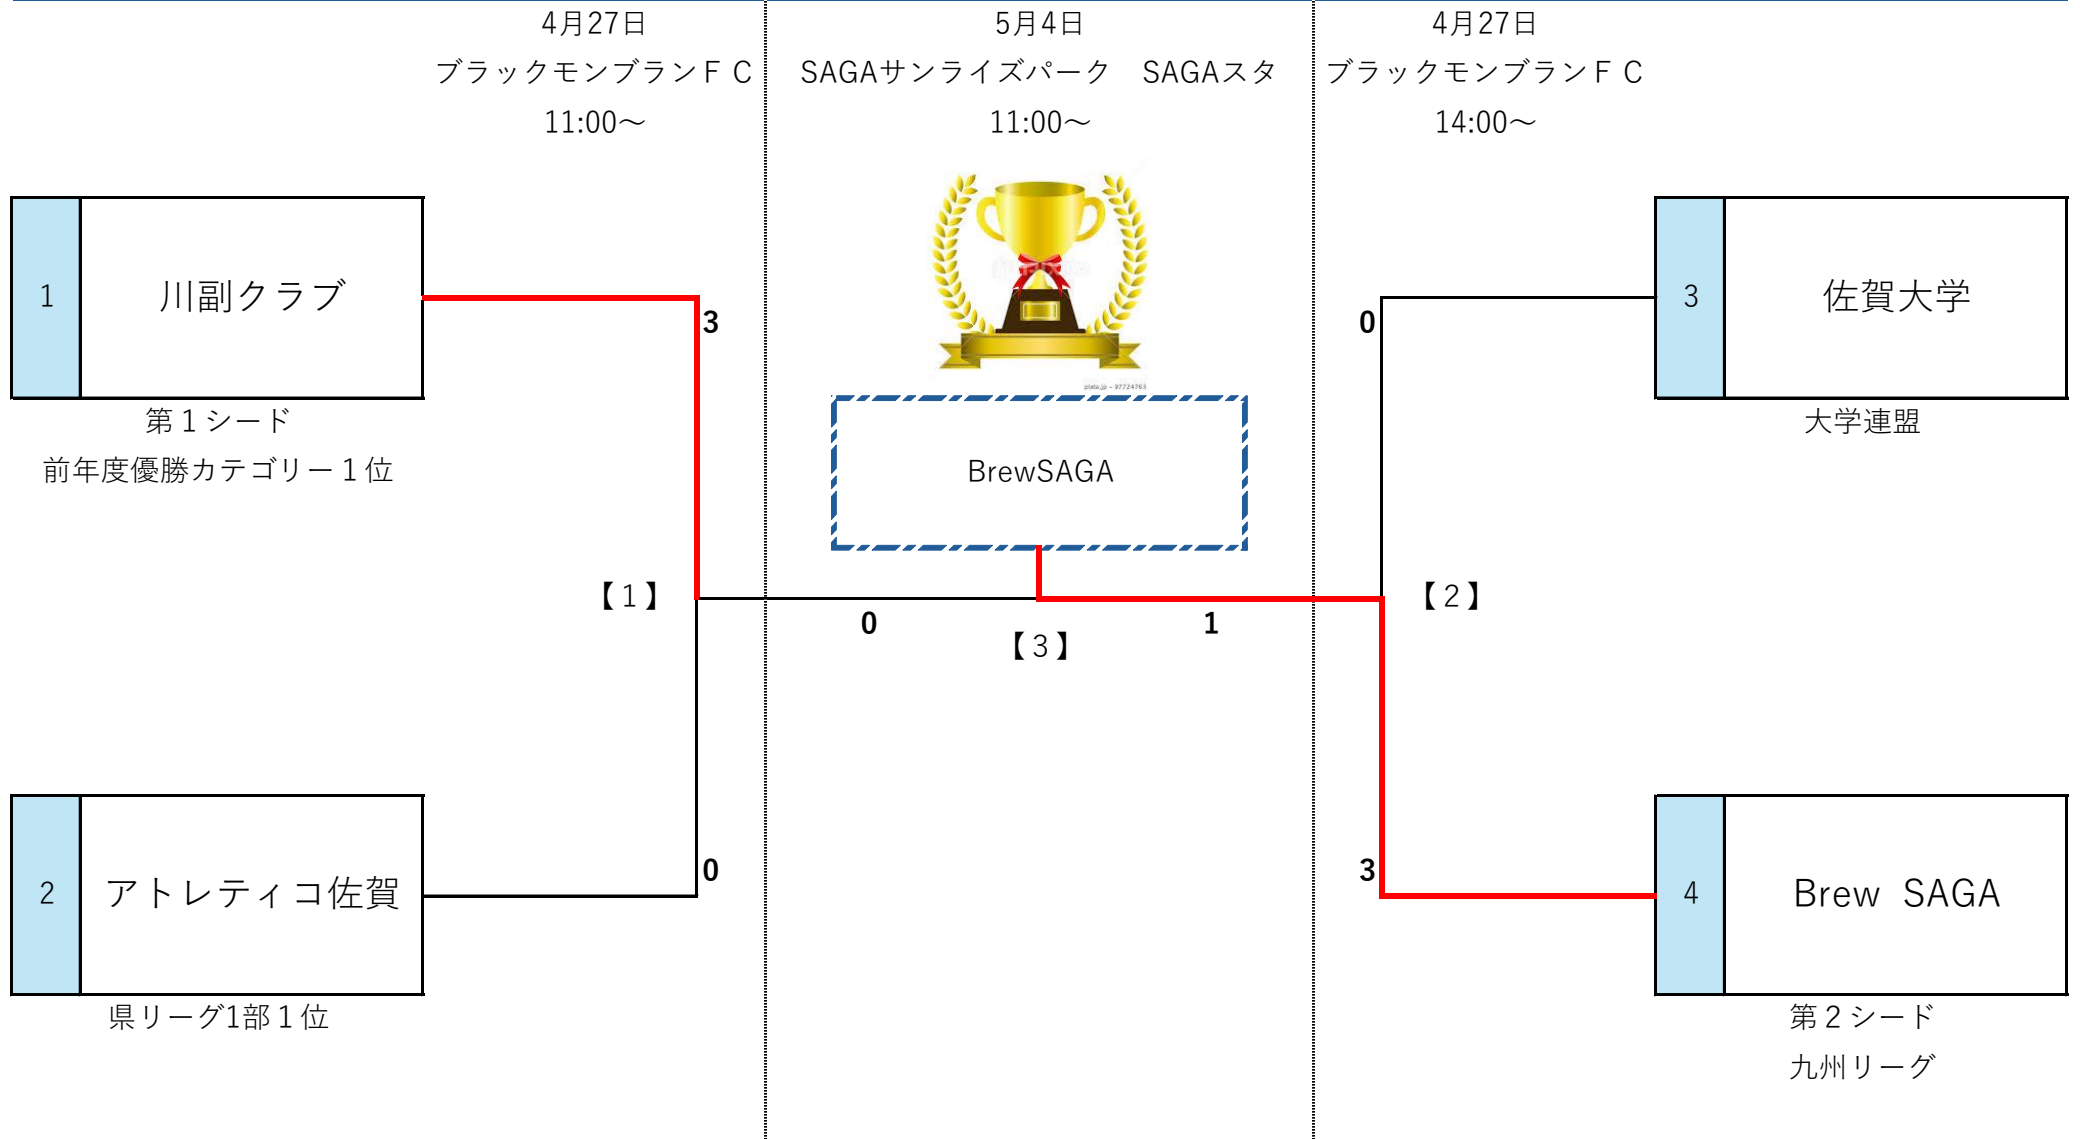 4月27日
ブラックモンブランＦＣ
11:00～
5月4日
SAGAサンライズパーク　SAGAスタ
11:00～
4月27日
ブラックモンブランＦＣ
14:00～
1
川副クラブ
第１シード
前年度優勝カテゴリー１位
3
pixta.jp - 97724763
BrewSAGA
0
3
佐賀大学
大学連盟
【1】
0
【3】
1
【2】
2
アトレティコ佐賀
県リーグ1部１位
0
3
4
Brew SAGA
第２シード
九州リーグ